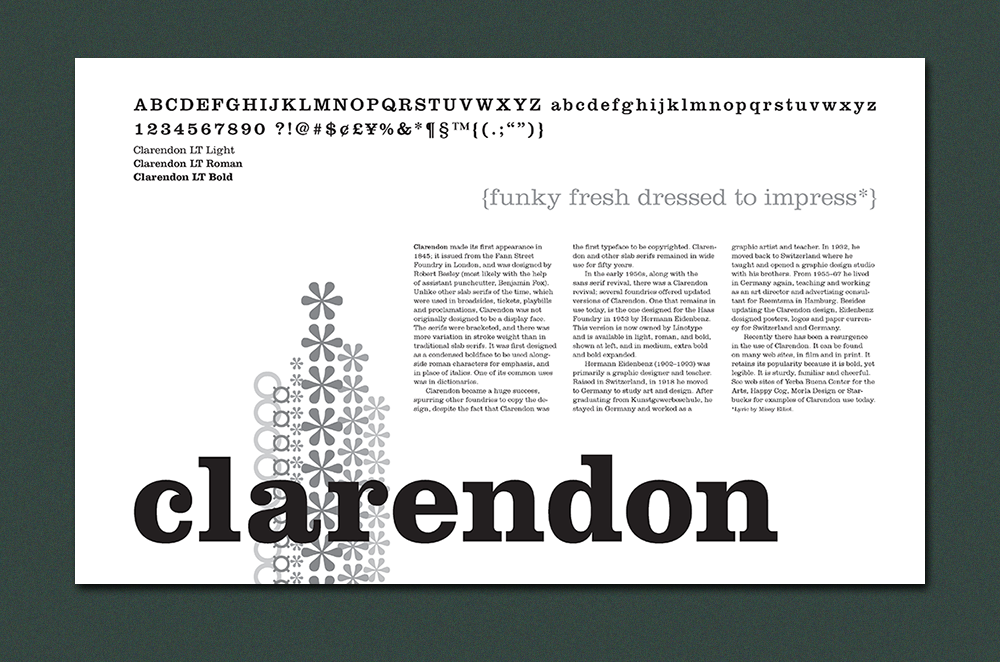 ABCDEFGHIJKLMNOPQRSTUVWXYZ abcdefghijklmnopqrstuvwxyz
1234567890 ?!@#$¢£¥%&*¶§™{(.;“”)}
Clarendon LT Light
Clarendon LT Roman
Clarendon LT Bold
{funky fresh dressed to impress*}
Clarendon made its first appearance in
1845; it issued from the Fann Street
Foundry in London, and was designed by
Robert Besley (most likely with the help
of assistant punchcutter, Benjamin Fox).
Unlike other slab serifs of the time, which
were used in broadsides, tickets, playbills
and proclamations, Clarendon was not
originally designed to be a display face.
The serifs were bracketed, and there was
more variation in stroke weight than in
traditional slab serifs. It was first designed
as a condensed boldface to be used along-
side roman characters for emphasis, and
in place of italics. One of its common uses
was in dictionaries.
Clarendon became a huge success,
spurring other foundries to copy the de-
sign, despite the fact that Clarendon was
the first typeface to be copyrighted. Claren-
don and other slab serifs remained in wide
use for fifty years.
In the early 1950s, along with the
sans serif revival, there was a Clarendon
revival; several foundries offered updated
versions of Clarendon. One that remains in
use today, is the one designed for the Haas
Foundry in 1953 by Hermann Eidenbenz.
This version is now owned by Linotype
and is available in light, roman, and bold,
shown at left, and in medium, extra bold
and bold expanded.
Hermann Eidenbenz (1902–1993) was
primarily a graphic designer and teacher.
Raised in Switzerland, in 1918 he moved
to Germany to study art and design. After
graduating from Kunstgewerbeschule, he
stayed in Germany and worked as a
graphic artist and teacher. In 1932, he
moved back to Switzerland where he
taught and opened a graphic design studio
with his brothers. From 1955–67 he lived
in Germany again, teaching and working
as an art director and advertising consul-
tant for Reemtsma in Hamburg. Besides
updating the Clarendon design, Eidenbenz
designed posters, logos and paper curren-
cy for Switzerland and Germany.
Recently there has been a resurgence
in the use of Clarendon. It can be found
on many web sites, in film and in print. It
retains its popularity because it is bold, yet
legible. It is sturdy, familiar and cheerful.
See web sites of Yerba Buena Center for the
Arts, Happy Cog, Morla Design or Star-
bucks for examples of Clarendon use today.
*Lyric by Missy Elliot.
clarendon